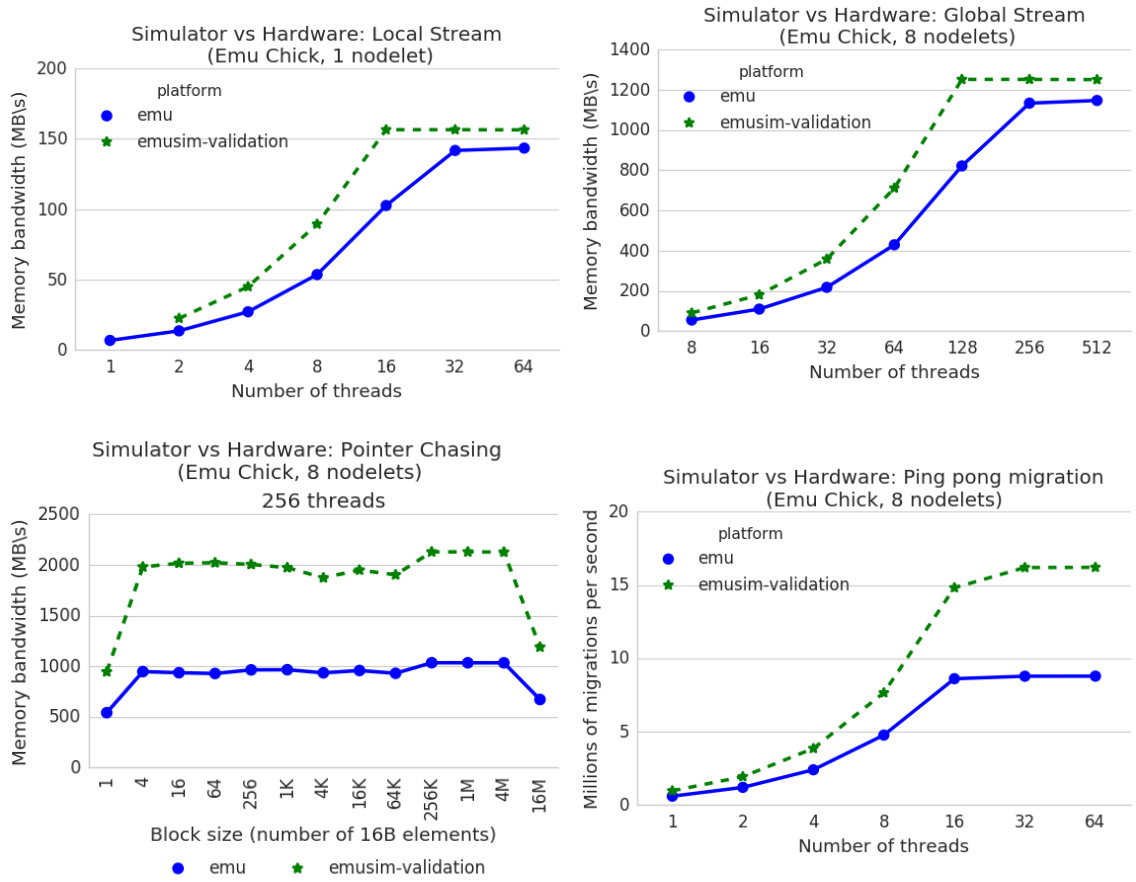 Simulator vs Hardware: Local Stream
(Emu Chick, 1 nodelet)
platform
emu
emusim-validation
Memory bandwidth (MB\s)
200
150
100
50
0
1 2 4 8 16 32 64
Number of threads
Simulator vs Hardware: Global Stream
(Emu Chick, 8 nodelets)
platform
emu
emusim-validation
Memory bandwidth (MB\s)
1400
1200
1000
800
600
400
200
0
8 16 32 64 128 256 512
Number of threads
Simulator vs Hardware: Pointer Chasing
(Emu Chick, 8 nodelets)
256 threads
Memory bandwidth (MB\s)
2500
2000
1500
1000
500
0
1 4 16 64 256 1K 4K 16K 64K 256K 1M 4M 16M
Block size (number of 16B elements)
emu emusim-validation
Simulator vs Hardware: Ping pong migration
(Emu Chick, 8 nodelets)
platform
emu
emusim-validation
Millions of migrations per second
20
15
10
5
0
1 2 4 8 16 32 64
Number of threads